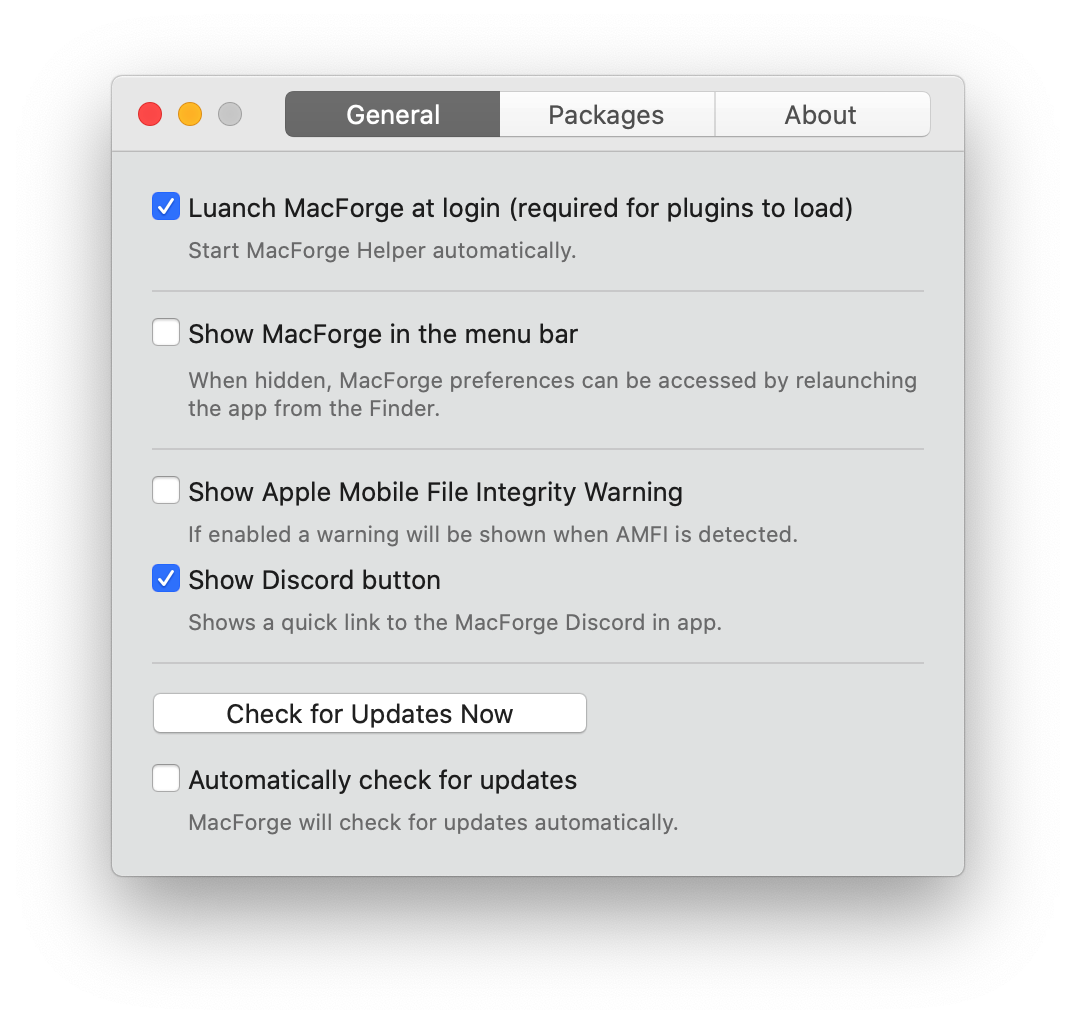 General
Packages
About
Luanch MacForge at login (required for plugins to load)
Start MacForge Helper automatically.
Show MacForge in the menu bar
When hidden, MacForge preferences can be accessed by relaunching
the app from the Finder.
Show Apple Mobile File Integrity Warning
If enabled a warning will be shown when AMFI is detected.
Show Discord button
Shows a quick link to the MacForge Discord in app.
Check for Updates Now
Automatically check for updates
MacForge will check for updates automatically.